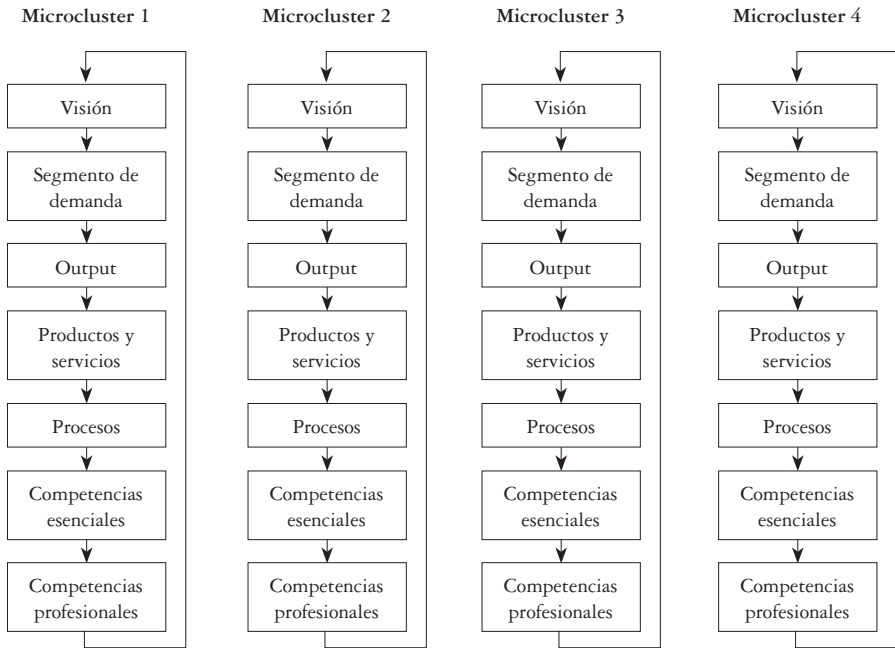 Microcluster 1
Visión
Segmento de
demanda
Output
Productos y
servicios
Procesos
Competencias
esenciales
Competencias
profesionales
Microcluster 2
Visión
Segmento de
demanda
Output
Productos y
servicios
Procesos
Competencias
esenciales
Competencias
profesionales
Microcluster 3
Visión
Segmento de
demanda
Output
Productos y
servicios
Procesos
Competencias
esenciales
Competencias
profesionales
Microcluster 4
Visión
Segmento de
demanda
Output
Productos y
servicios
Procesos
Competencias
esenciales
Competencias
profesionales